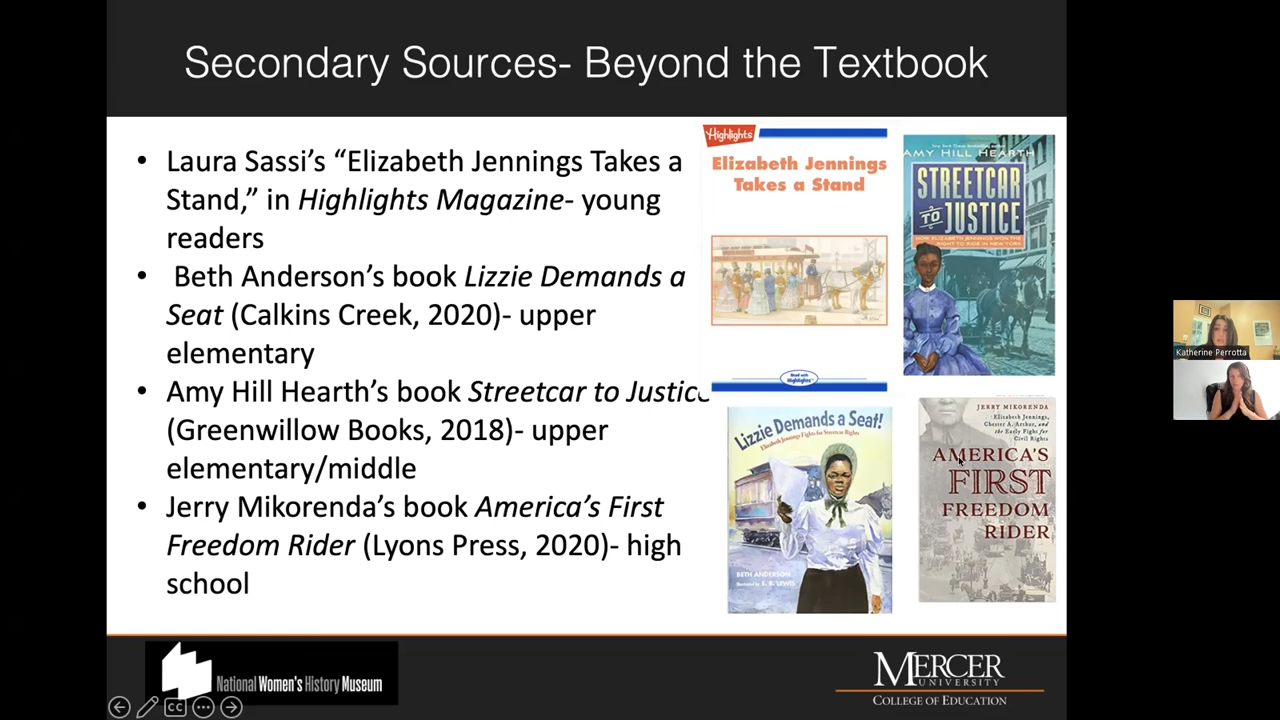 Secondary Sources- Beyond the Textbook
• Laura Sassi's “Elizabeth Jennings Takes a
Stand,” in Highlights Magazine- young
readers
• Beth Anderson's book Lizzie Demands a
Seat (Calkins Creek, 2020)- upper
elementary
• Amy Hill Hearth's book Streetcar to Justice
(Greenwillow Books, 2018)- upper
elementary/middle
• Jerry Mikorenda's book America's First
Freedom Rider (Lyons Press, 2020)- high
school
Highlights
Elizabeth Jennings
Takes a Stand
Read with
Highlights
New York Times bestselling author
AMY HILL HEARTH
STREETCAR
TO
JUSTICE
HOW ELIZABETH JENNINGS WON THE
RIGHT TO RIDE IN NEW YORK
Lizzie Demands a Seat!
Elizabeth Jennings Fights for Streetcar Rights
BETH ANDERSON
Illustrated by E. B. LEWIS
JERRY MIKORENDA
Elizabeth Jennings,
Chester A. Arthur, and
the Early Fight for
Civil Rights
AMERICA'S
FIRST
FREEDOM
RIDER
Katherine Perrotta
National Women's History Museum
MERCER
UNIVERSITY
COLLEGE OF EDUCATION
CC